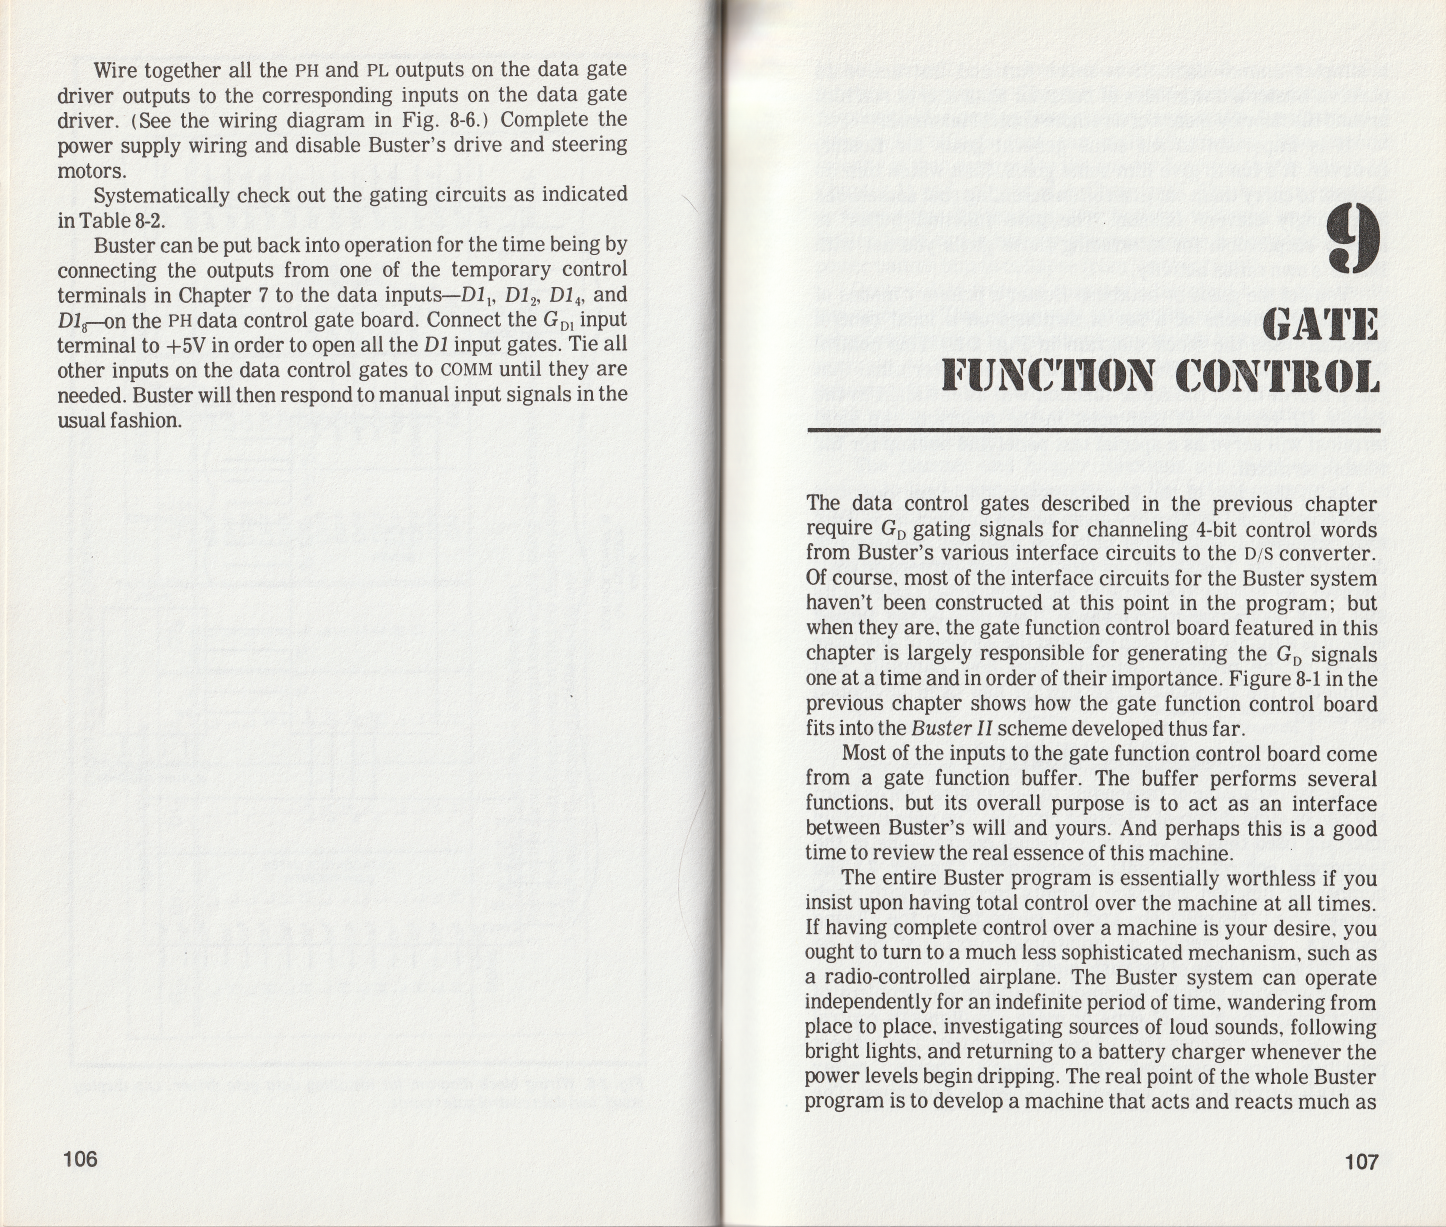 Wire together all the PH and PL outputs on the data gate
driver outputs to the corresponding inputs on the data gate
driver. (See the wiring diagram in Fig. 8-6.) Complete the
power supply wiring and disable Buster's drive and steering
motors.
Systematically check out the gating circuits as indicated
in Table 8-2.
Buster can be put back into operation for the time being by
connecting the outputs from one of the temporary control
terminals in Chapter 7 to the data inputs—D1₁, D1₂, D1₄, and
D1₈—on the PH data control gate board. Connect the G_D1 input
terminal to +5V in order to open all the D1 input gates. Tie all
other inputs on the data control gates to COMM until they are
needed. Buster will then respond to manual input signals in the
usual fashion.
106
9
GATE
FUNCTION CONTROL
The data control gates described in the previous chapter
require G_D gating signals for channeling 4-bit control words
from Buster's various interface circuits to the D/S converter.
Of course, most of the interface circuits for the Buster system
haven't been constructed at this point in the program; but
when they are, the gate function control board featured in this
chapter is largely responsible for generating the G_D signals
one at a time and in order of their importance. Figure 8-1 in the
previous chapter shows how the gate function control board
fits into the Buster II scheme developed thus far.
Most of the inputs to the gate function control board come
from a gate function buffer. The buffer performs several
functions, but its overall purpose is to act as an interface
between Buster's will and yours. And perhaps this is a good
time to review the real essence of this machine.
The entire Buster program is essentially worthless if you
insist upon having total control over the machine at all times.
If having complete control over a machine is your desire, you
ought to turn to a much less sophisticated mechanism, such as
a radio-controlled airplane. The Buster system can operate
independently for an indefinite period of time, wandering from
place to place, investigating sources of loud sounds, following
bright lights, and returning to a battery charger whenever the
power levels begin dripping. The real point of the whole Buster
program is to develop a machine that acts and reacts much as
107